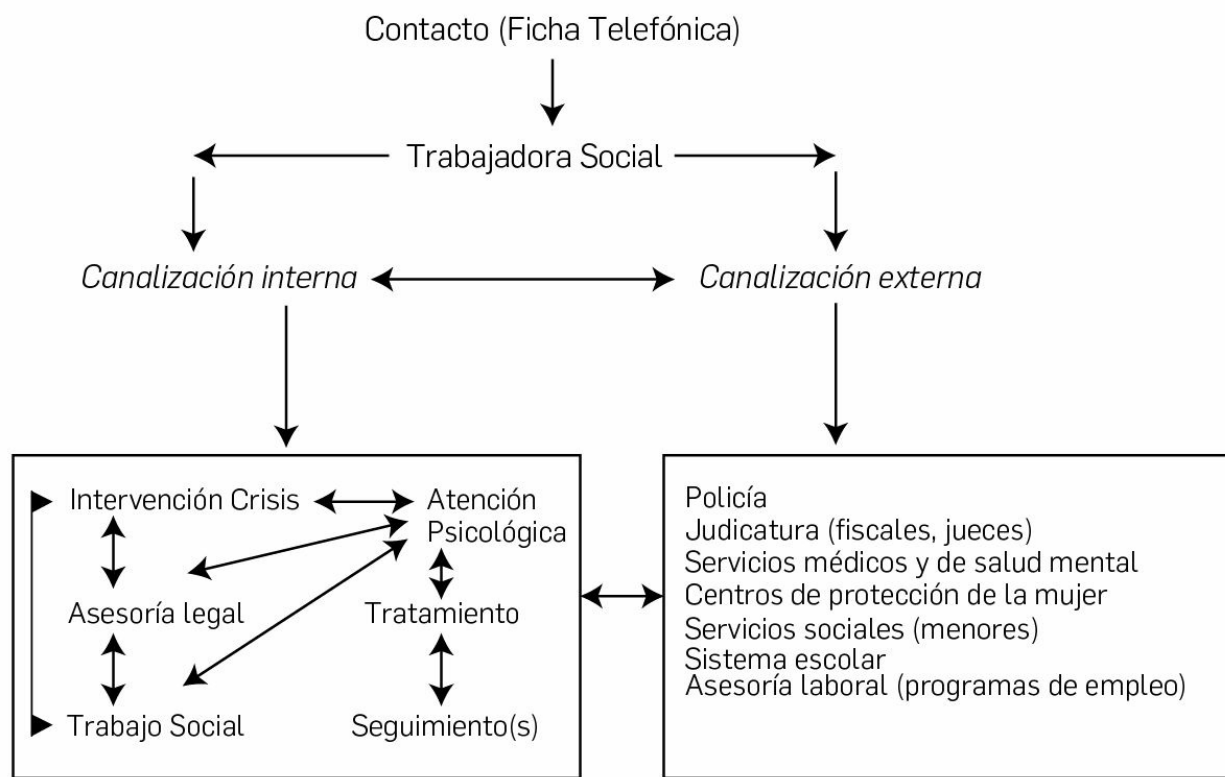 Contacto (Ficha Telefónica)
Trabajadora Social
Canalización interna
Canalización externa
Intervención Crisis
Atención
Psicológica
Asesoría legal
Tratamiento
Trabajo Social
Seguimiento(s)
Policía
Judicatura (fiscales, jueces)
Servicios médicos y de salud mental
Centros de protección de la mujer
Servicios sociales (menores)
Sistema escolar
Asesoría laboral (programas de empleo)